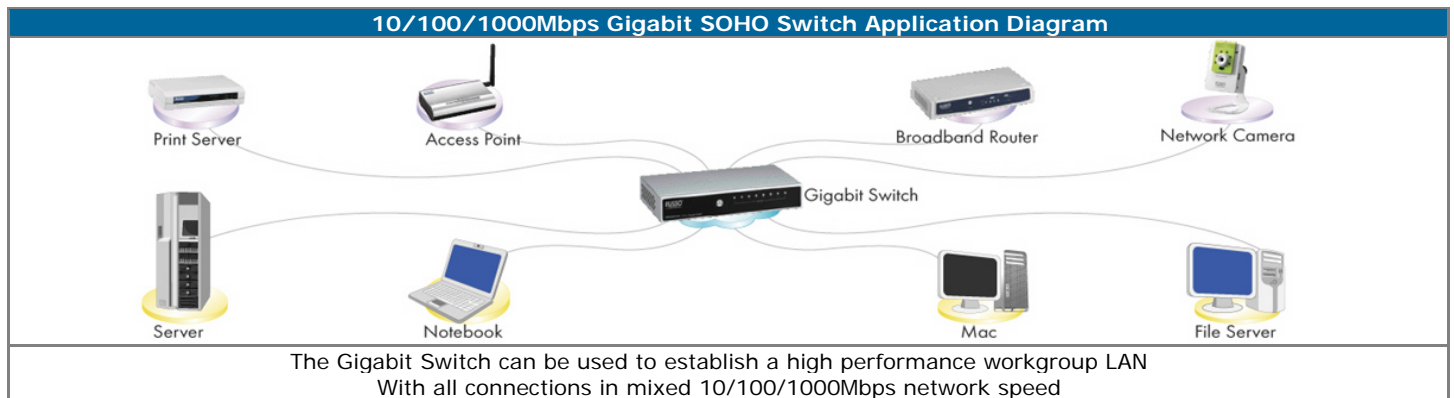 10/100/1000Mbps Gigabit SOHO Switch Application Diagram
Print Server
Access Point
Broadband Router
Network Camera
Gigabit Switch
Server
Notebook
Mac
File Server
The Gigabit Switch can be used to establish a high performance workgroup LAN
With all connections in mixed 10/100/1000Mbps network speed